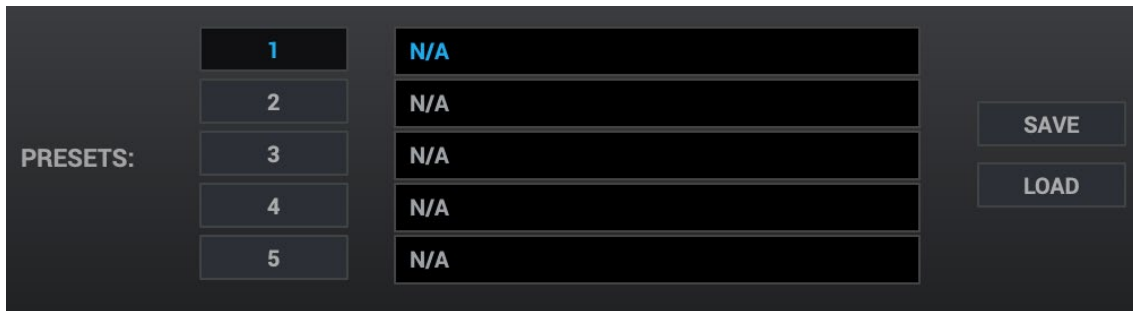 1 N/A
2 N/A
SAVE
PRESETS: 3 N/A
LOAD
4 N/A
5 N/A